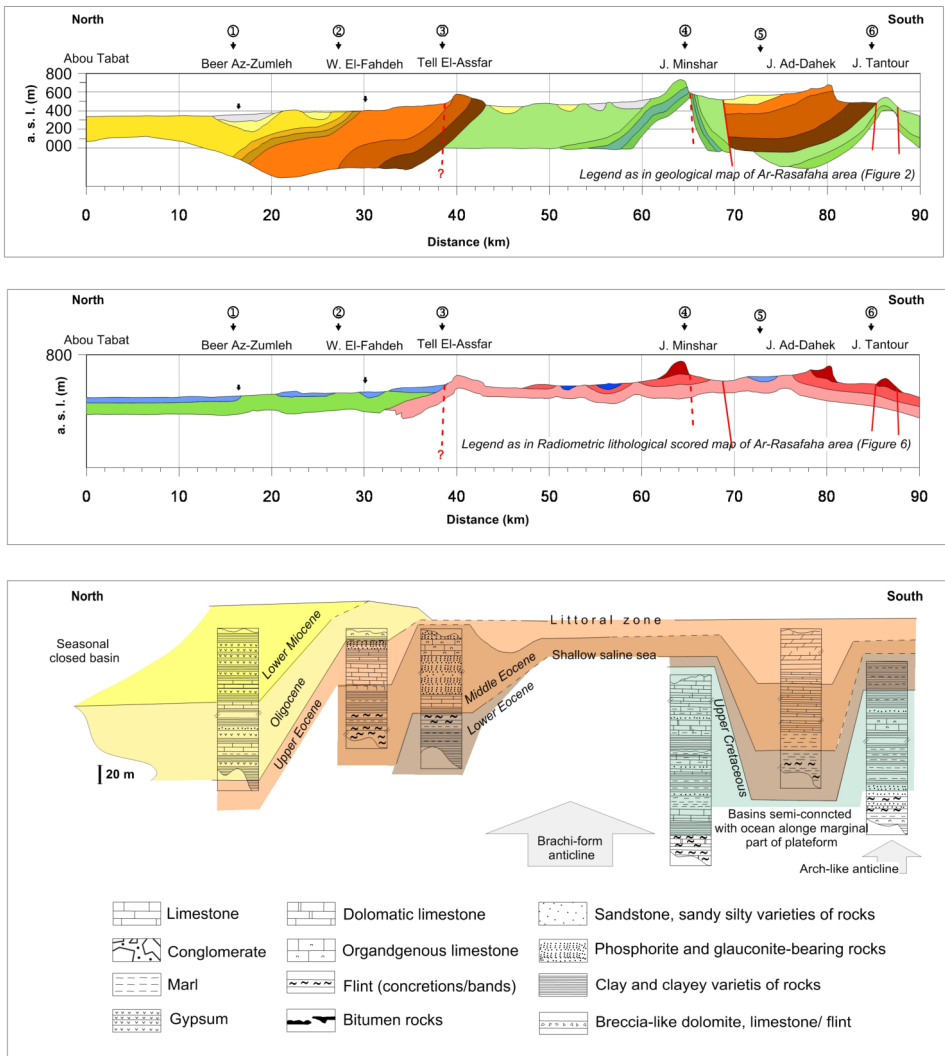 North South
① ② ③ ④ ⑤ ⑥
Abou Tabat Beer Az-Zumleh W. El-Fahdeh Tell El-Assfar J. Minshar J. Ad-Dahek J. Tantour
a. s. l. (m)
800
600
400
200
000
?
Legend as in geological map of Ar-Rasafaha area (Figure 2)
0 10 20 30 40 50 60 70 80 90
Distance (km)
North South
① ② ③ ④ ⑤ ⑥
Abou Tabat Beer Az-Zumleh W. El-Fahdeh Tell El-Assfar J. Minshar J. Ad-Dahek J. Tantour
a. s. l. (m)
800
?
Legend as in Radiometric lithological scored map of Ar-Rasafaha area (Figure 6)
0 10 20 30 40 50 60 70 80 90
Distance (km)
North South
Seasonal
closed basin
Lower Miocene
Oligocene
Upper Eocene
Littoral zone
Shallow saline sea
Middle Eocene
Lower Eocene
Upper Cretaceous
20 m
Brachi-form
anticline
Basins semi-conncted
with ocean alonge marginal
part of plateform
Arch-like anticline
Limestone
Conglomerate
Marl
Gypsum
Dolomatic limestone
Organdgenous limestone
Flint (concretions/bands)
Bitumen rocks
Sandstone, sandy silty varieties of rocks
Phosphorite and glauconite-bearing rocks
Clay and clayey varietis of rocks
Breccia-like dolomite, limestone/ flint